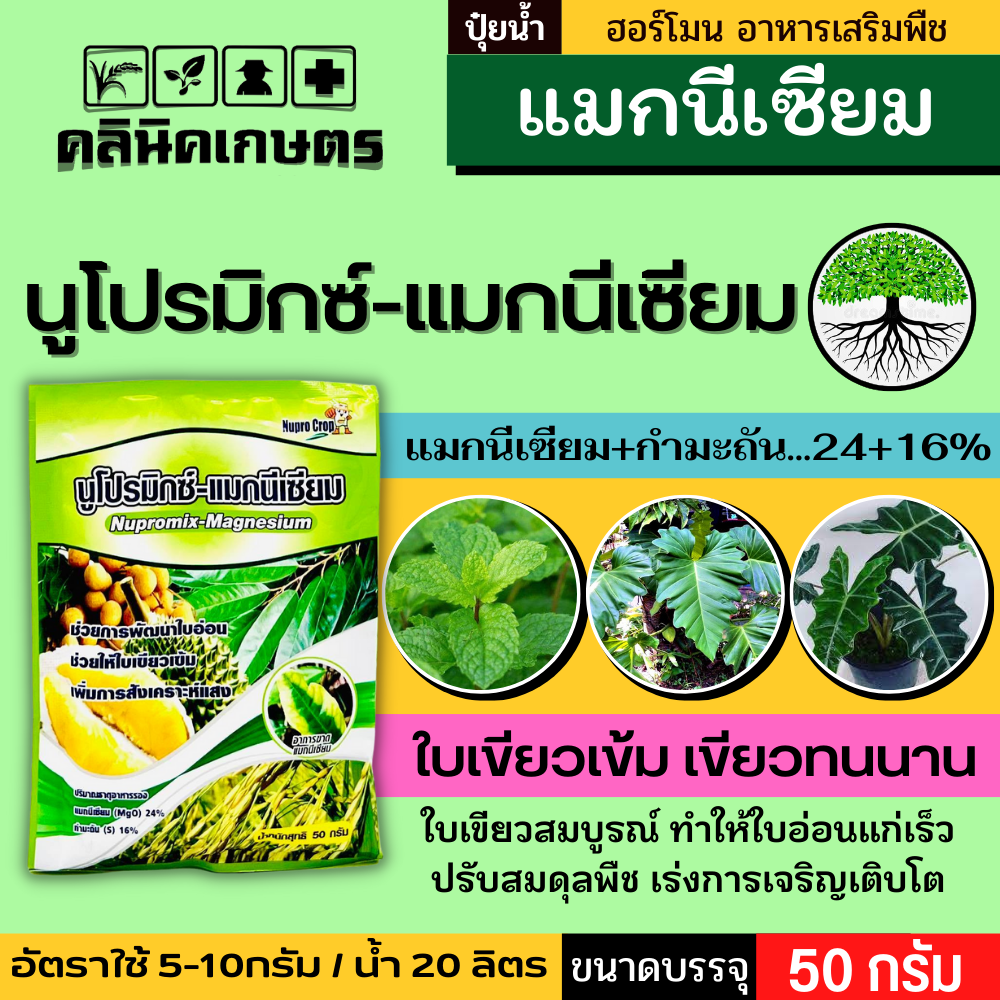 คลินิคเกษตร
ปุ๋ยน้ำ
ฮอร์โมน อาหารเสริมพืช
แมกนีเซียม
นูโปรมิกซ์-แมกนีเซียม
แมกนีเซียม+กำมะถัน...24+16%
Nupro Crop
นูโปรมิกซ์-แมกนีเซียม
Nupromix-Magnesium
ช่วยการพัฒนาใบอ่อน
ช่วยให้ใบเขียวเข้ม
เพิ่มการสังเคราะห์แสง
อาการขาด
แมกนีเซียม
ปริมาณธาตุอาหารรอง
แมกนีเซียม (MgO) 24%
กำมะถัน (S) 16%
น้ำหนักสุทธิ 50 กรัม
ใบเขียวเข้ม เขียวทนนาน
ใบเขียวสมบูรณ์ ทำให้ใบอ่อนแก่เร็ว
ปรับสมดุลพืช เร่งการเจริญเติบโต
อัตราใช้ 5-10กรัม / น้ำ 20 ลิตร
ขนาดบรรจุ
50 กรัม